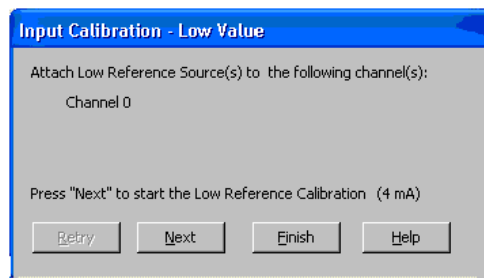 Input Calibration - Low Value
Attach Low Reference Source(s) to the following channel(s):
Channel 0
Press "Next" to start the Low Reference Calibration (4 mA)
Retry Next Finish Help